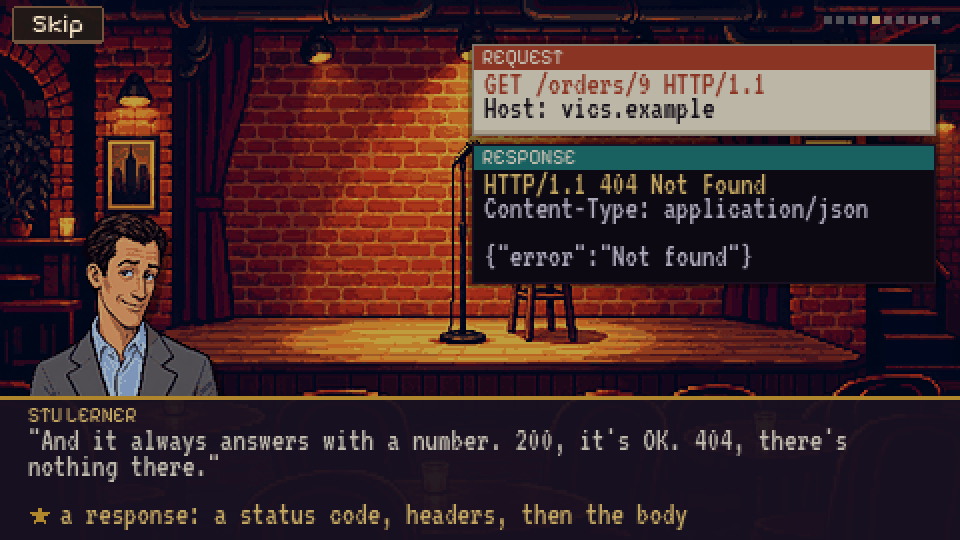 Skip
REQUEST
GET /orders/9 HTTP/1.1
Host: vics.example
RESPONSE
HTTP/1.1 404 Not Found
Content-Type: application/json
{"error":"Not found"}
STU LERNER
"And it always answers with a number. 200, it's OK. 404, there's
nothing there."
★ a response: a status code, headers, then the body